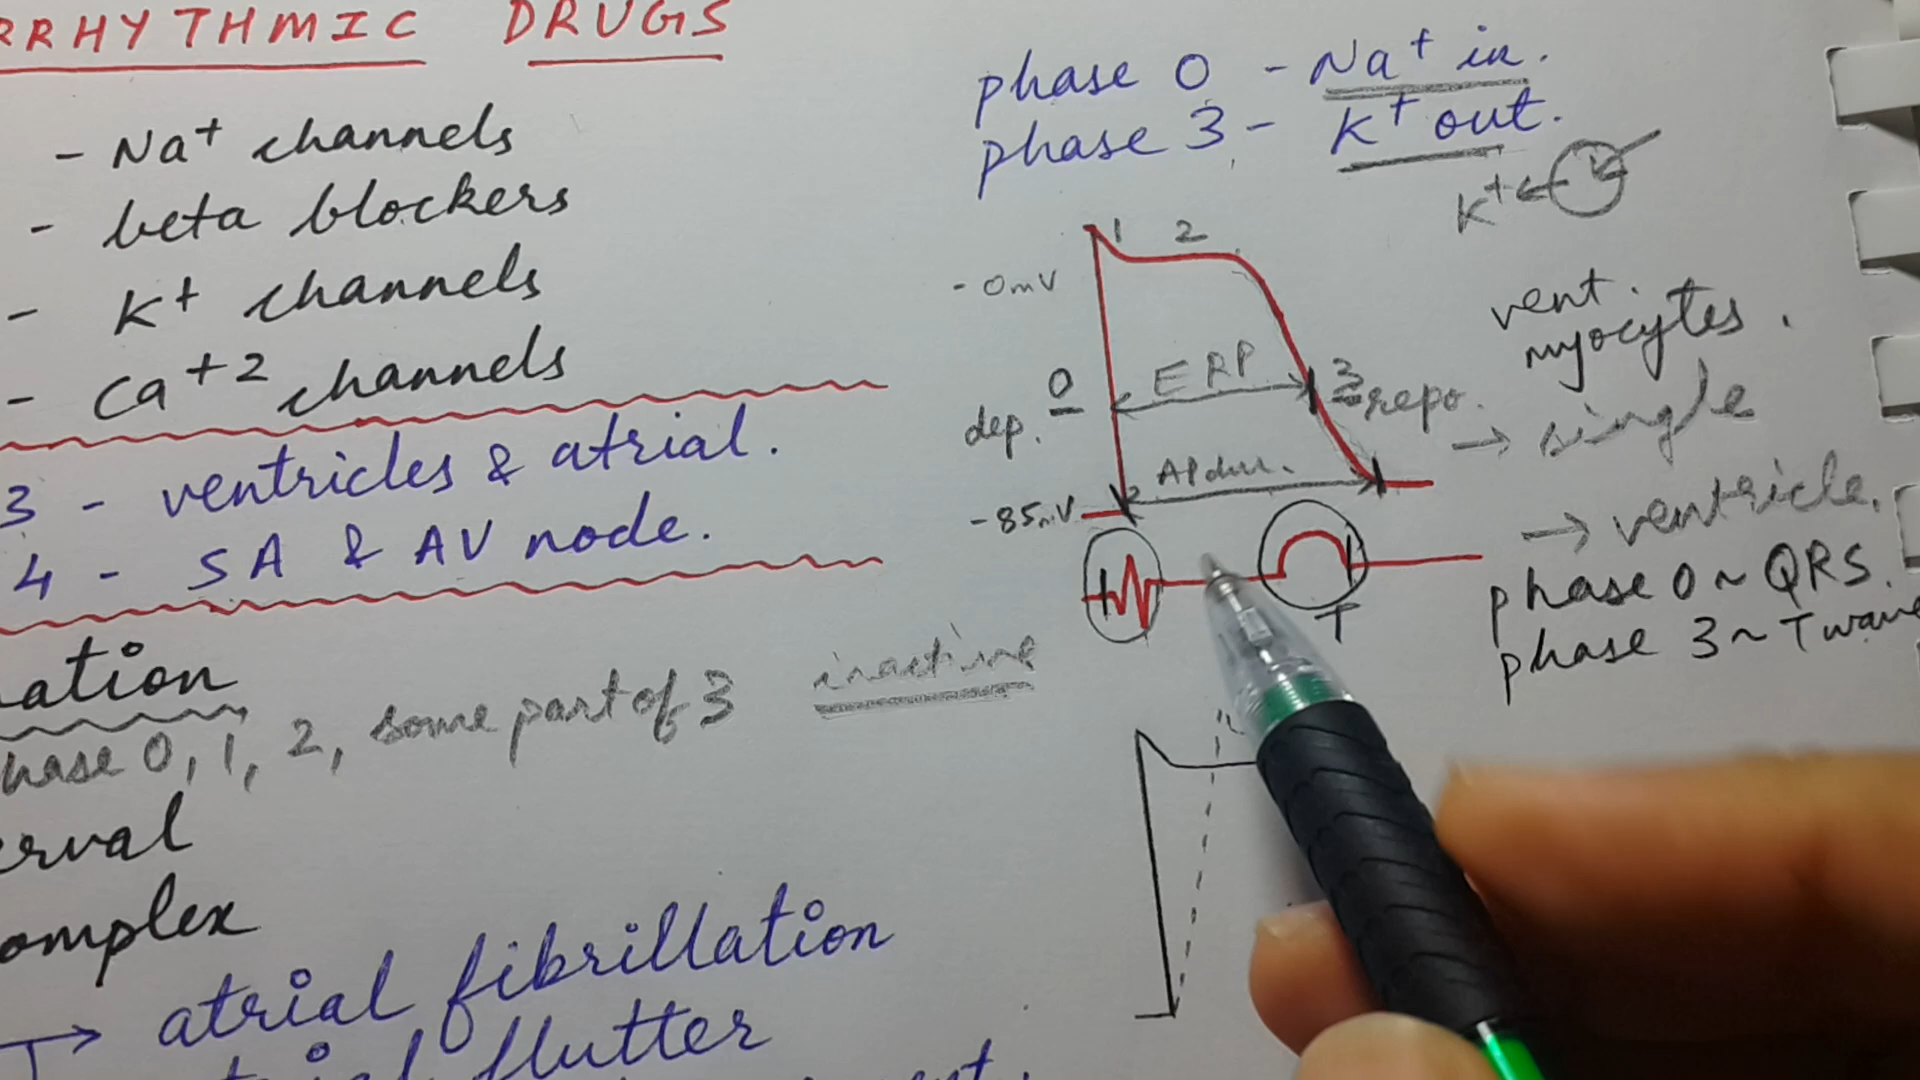 RRHYTHMIC DRUGS
- Na+ channels
- beta blockers
- K+ channels
- Ca+2 channels
3 - ventricles & atrial.
4 - SA & AV node.
ation
hase 0, 1, 2, some part of 3 inactive
erval
omplex
→ atrial fibrillation
flutter
phase 0 - Na+ in.
phase 3 - K+ out.
K+
1 2
- 0mV
vent.
myocytes.
0
dep.
ERP
3
repo.
→ single
AP dur.
- 85mV
→ ventricle.
T
phase 0 ~ QRS.
phase 3 ~ T wave